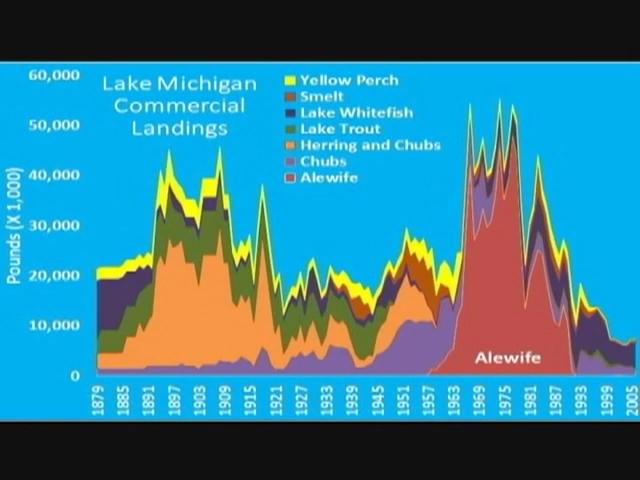 Lake Michigan
Commercial
Landings
Yellow Perch
Smelt
Lake Whitefish
Lake Trout
Herring and Chubs
Chubs
Alewife
Pounds (X 1,000)
60,000
50,000
40,000
30,000
20,000
10,000
0
Alewife
1879
1885
1891
1897
1903
1909
1915
1921
1927
1933
1939
1945
1951
1957
1963
1969
1975
1981
1987
1993
1999
2005